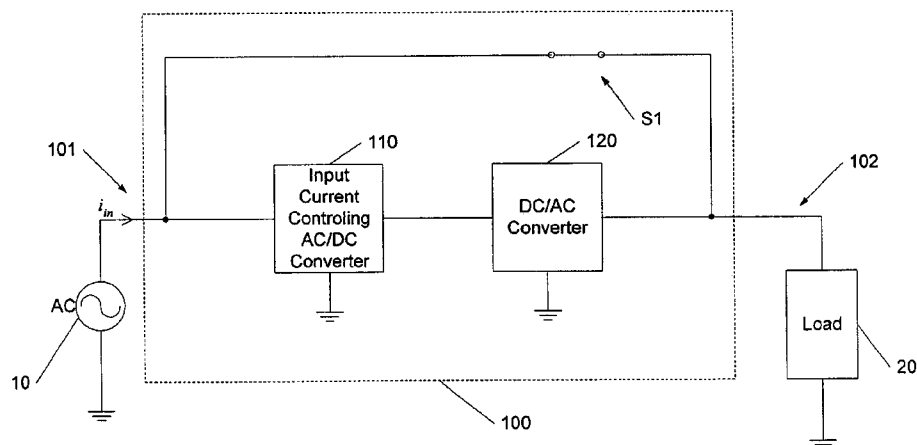 S1
101
110
120
102
i_in
Input
Current
Controling
AC/DC
Converter
DC/AC
Converter
AC
10
Load
20
100